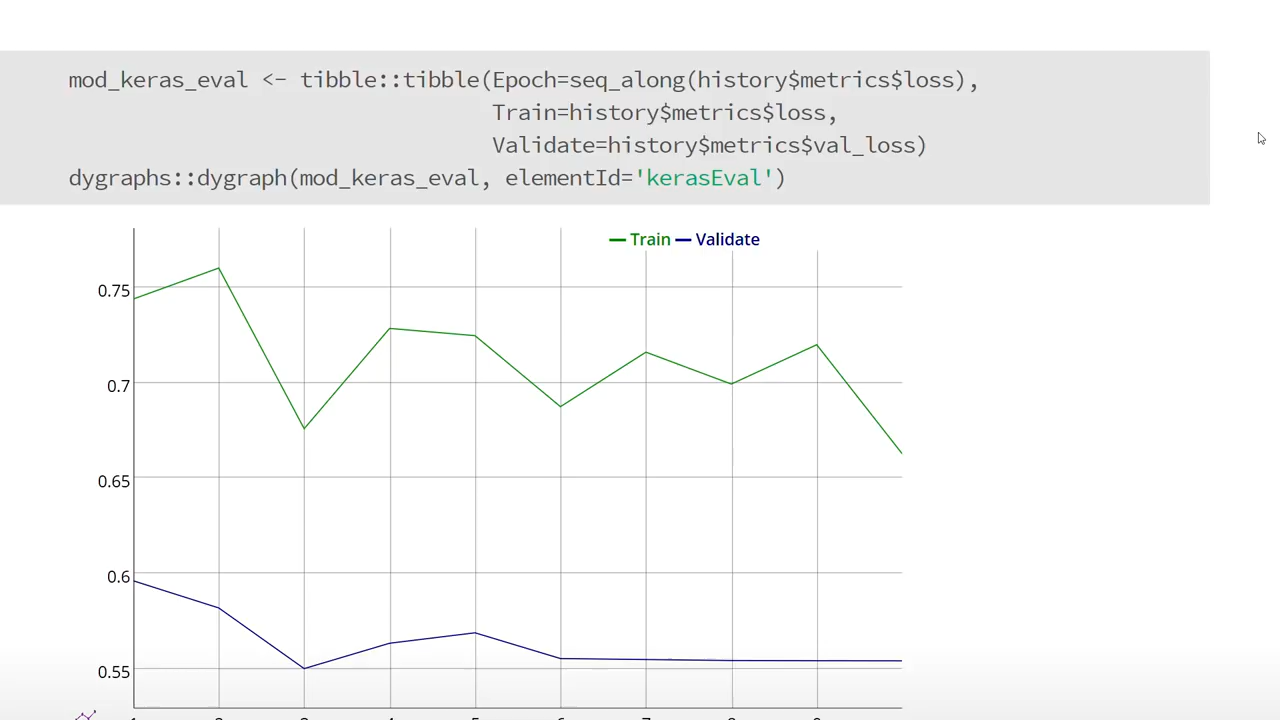 mod_keras_eval <- tibble::tibble(Epoch=seq_along(history$metrics$loss),
Train=history$metrics$loss,
Validate=history$metrics$val_loss)
dygraphs::dygraph(mod_keras_eval, elementId='kerasEval')
Train Validate
0.75
0.7
0.65
0.6
0.55